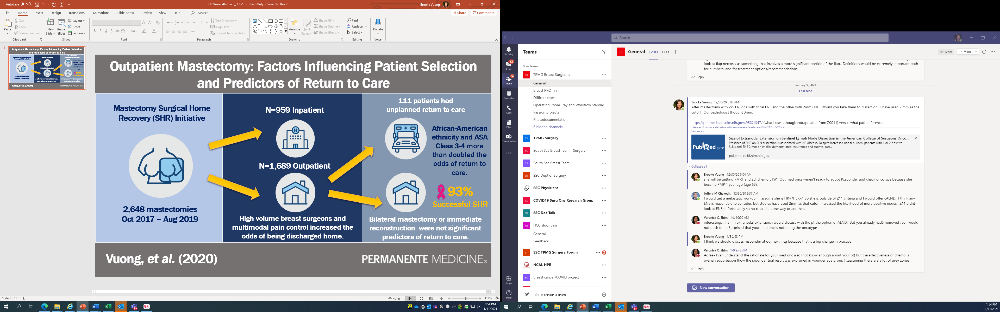 AutoSave Off
SHR Visual Abstract _ 7.1.20 - Read-Only - Saved to this PC
Brooke Vuong
File Home Insert Design Transitions Animations Slide Show Review View Help Search
Share Comments
Paste
Cut
Copy
Format Painter
Clipboard
New Slide
Reuse Slides
Layout
Reset
Section
Slides
Font
Text Direction
Align Text
Convert to SmartArt
Paragraph
Arrange
Quick Styles
Shape Fill
Shape Outline
Shape Effects
Drawing
Find
Replace
Select
Editing
Dictate
Voice
1
Outpatient Mastectomy: Factors Influencing Patient Selection
and Predictors of Return to Care
Mastectomy Surgical Home
Recovery (SHR) Initiative
2,648 mastectomies
Oct 2017 – Aug 2019
N=959 Inpatient
N=1,689 Outpatient
High volume breast surgeons and
multimodal pain control increased the
odds of being discharged home.
111 patients had
unplanned return to care
African-American
ethnicity and ASA
Class 3-4 more
than doubled the
odds of return to
care.
93%
Successful SHR
Bilateral mastectomy or immediate
reconstruction were not significant
predictors of return to care.
Vuong, et al. (2020)
PERMANENTE MEDICINE®
Slide 1 of 1
Notes
119%
1:54 PM
1/11/2021
Search
Activity
Chat
13
Teams
Calendar
Calls
Files
Communities
Apps
Help
Teams
Your teams
TB TPMG Breast Surgeons
General
Breast PRO
Difficult cases
Operating Room Tray and Workflow Standar...
Passion projects
Photodocumentation
6 hidden channels
TS TPMG Surgery
SS South Sac Breast Team - Surgery
SS South Sac Breast Team
SD SSC Dept of Surgery
SSC Physicians
CS COVID19 Surg Onc Research Group
SD SSC Doc Talk
Ha HCC algorithm
General
Feedback
ST SSC TPMG Surgery Forum 2
NCAL HPB
BC Breast cancer/COVID project
Join or create a team
TB General Posts Files
Team
Meet
look at flap necrosis as something that involves a more significant portion of the flap. Definitions would be extremely important both
for numbers, and for treatment options/recommendations.
Reply
January 9, 2021
Last read
Brooke Vuong 12/30/20 8:03 AM
After mastectomy with 2/5 LN, one with focal ENE and the other with 2mm ENE. Would you take them to dissection. I have used 2 mm as the
cutoff. Our pathologist thought 3mm.
https://pubmed.ncbi.nlm.nih.gov/26331347/ (what I use although extrapolated from Z0011) versus what path referenced --
See more
PubMed.gov
Size of Extranodal Extension on Sentinel Lymph Node Dissection in the American College of Surgeons Onco...
Presence of ENE on SLN dissection is associated with N2 disease. Despite increased nodal burden, patients with 1 or 2 positive
SLNs and ENE 2 mm or smaller demonstrated recurrence and survival rate...
pubmed.ncbi.nlm.nih.gov
Collapse all
Brooke Vuong 12/30/20 8:04 AM
she will be getting PMRT and adj chemo BTW. Out med oncs weren't ready to adopt Rxsponder and check oncotype because she
became PMP 1 year ago (age 53).
Jeffery M Chakedis 12/30/20 9:37 AM
I would get a metastatic workup. I assume she is HR+/HER-? So she is outside of Z11 criteria and I would offer cALND. I think any
ENE is reasonable to consider, but studies have used 2mm as that cutoff increased the likelihood of more positive nodes. Z11 didnt
look at ENE unfortunately so no clear data one way or another.
Veronica C. Shim 1/8 10:20 AM
interesting... if 3mm extranodal extension, i would discuss with the pt the option of ALND. But you already had5 removed ; so I would
not push for it. Surprised that your med onc is not doing the oncotype
Brooke Vuong 1/8 2:33 PM
I think we should discuss responder at our next mtg because that is a big change in practice
Veronica C. Shim 1/9 9:48 AM
Agree- I can understand the rationale for your med onc also (not know enough about your pt) but the effectiveness of chemo is
ovarian suppression (how the rxponder trial result was explained in younger age group ) ..assuming there are a lot of grey zones
Reply
New conversation
1:54 PM
1/11/2021